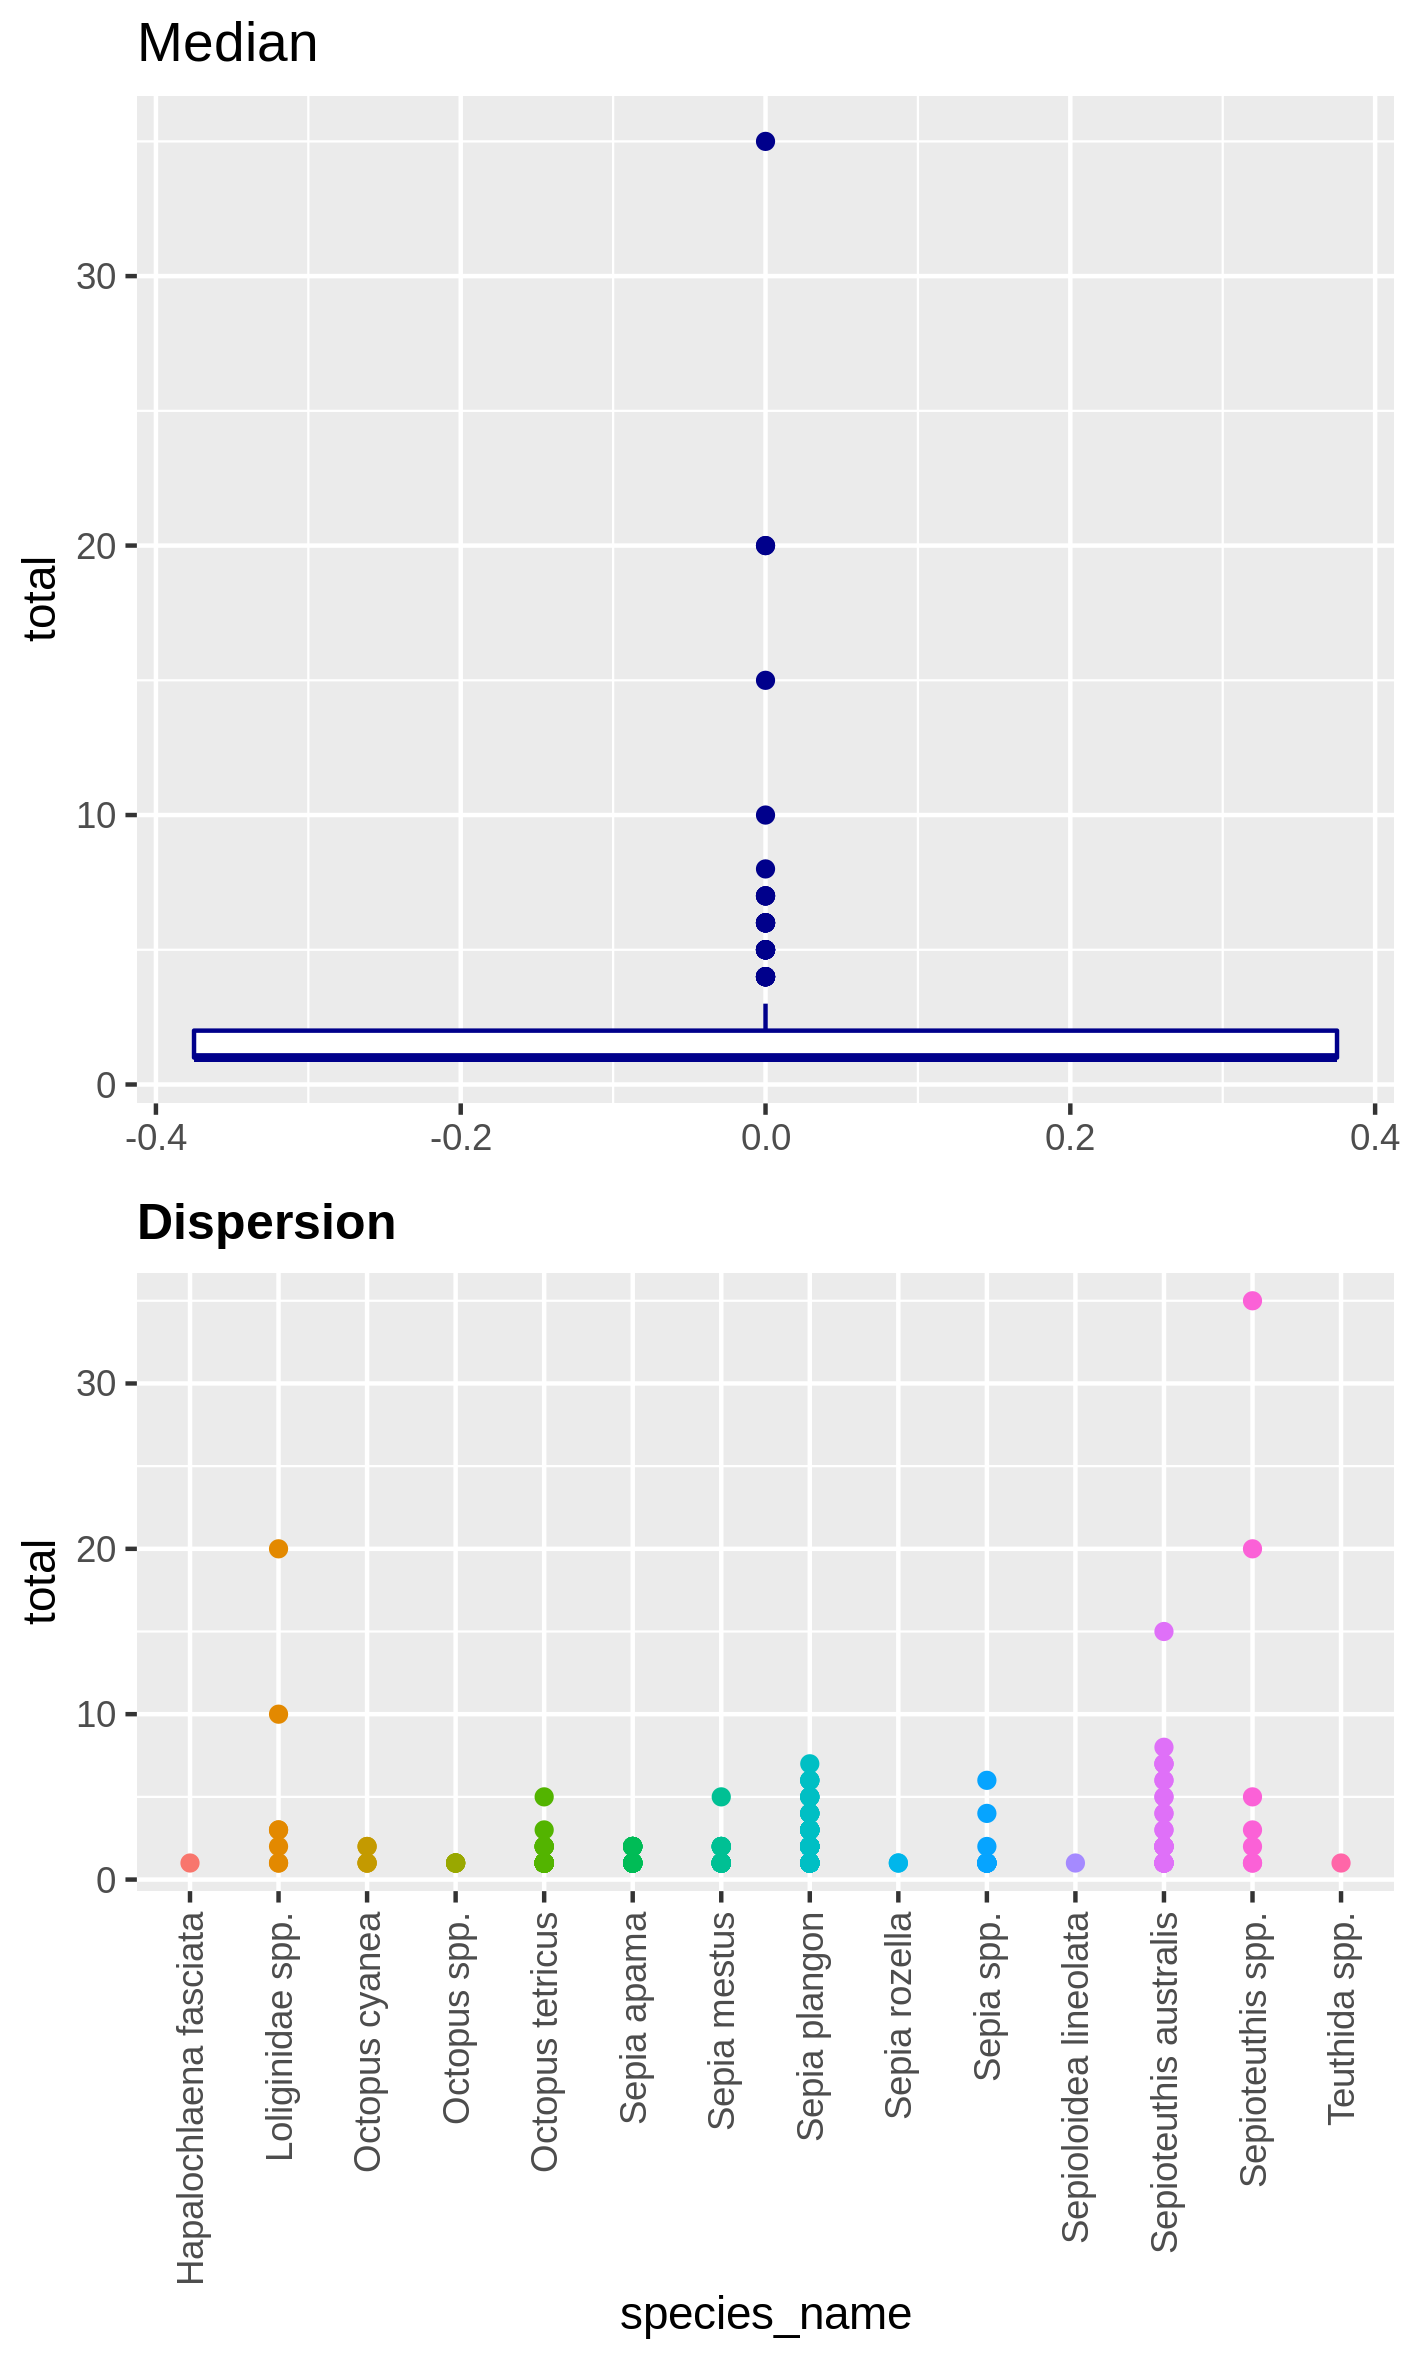 Median
total
30
20
10
0
-0.4 -0.2 0.0 0.2 0.4
Dispersion
total
30
20
10
0
Hapalochlaena fasciata
Loliginidae spp.
Octopus cyanea
Octopus spp.
Octopus tetricus
Sepia apama
Sepia mestus
Sepia plangon
Sepia rozella
Sepia spp.
Sepioloidea lineolata
Sepioteuthis australis
Sepioteuthis spp.
Teuthida spp.
species_name